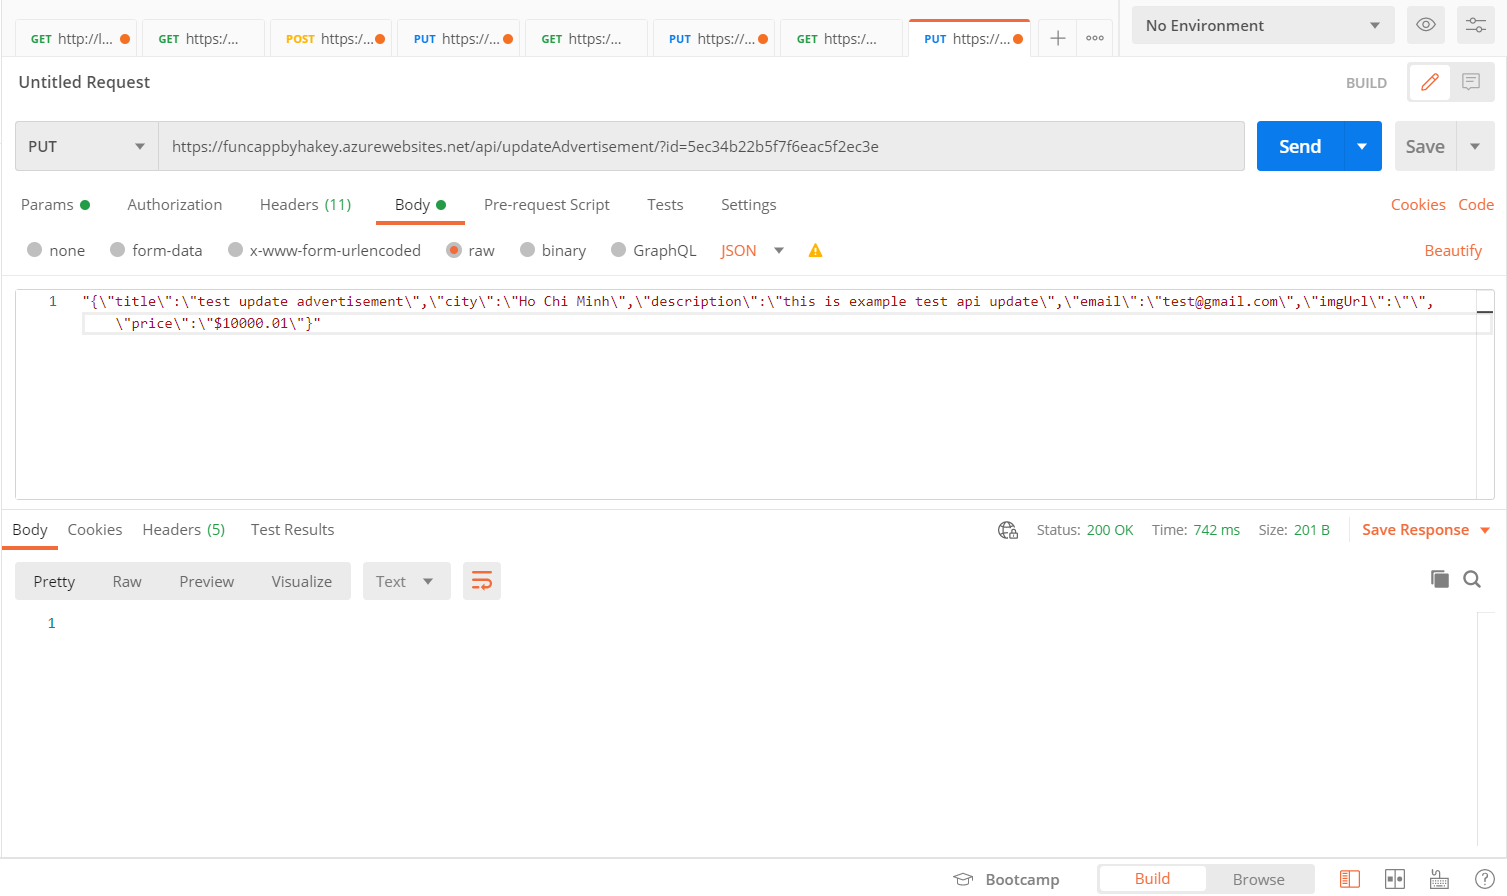 GET http://l...
GET https:/...
POST https:/...
PUT https://...
GET https:/...
PUT https://...
GET https:/...
PUT https://...
No Environment
Untitled Request
BUILD
PUT
https://funcappbyhakey.azurewebsites.net/api/updateAdvertisement/?id=5ec34b22b5f7f6eac5f2ec3e
Send
Save
Params
Authorization
Headers (11)
Body
Pre-request Script
Tests
Settings
Cookies
Code
none
form-data
x-www-form-urlencoded
raw
binary
GraphQL
JSON
Beautify
1
"{\"title\":\"test update advertisement\",\"city\":\"Ho Chi Minh\",\"description\":\"this is example test api update\",\"email\":\"test@gmail.com\",\"imgUrl\":\"\",
\"price\":\"$10000.01\"}"
Body
Cookies
Headers (5)
Test Results
Status: 200 OK
Time: 742 ms
Size: 201 B
Save Response
Pretty
Raw
Preview
Visualize
Text
1
Bootcamp
Build
Browse